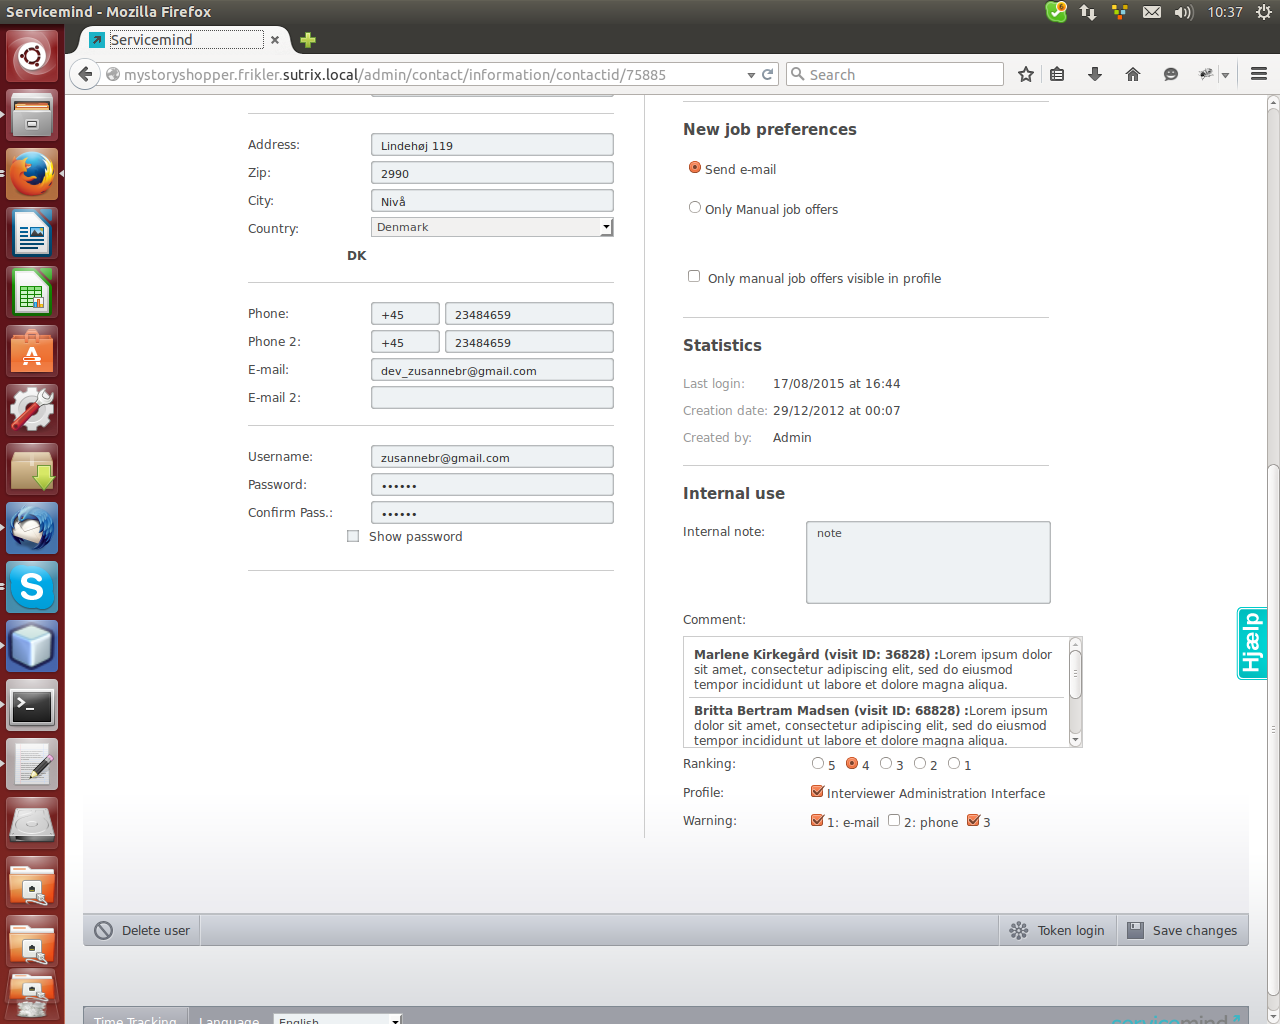 Servicemind - Mozilla Firefox
6
10:37
Servicemind
mystoryshopper.frikler.sutrix.local/admin/contact/information/contactid/75885
Search
Address:
Lindehøj 119
Zip:
2990
City:
Nivå
Country:
Denmark
DK
Phone:
+45
23484659
Phone 2:
+45
23484659
E-mail:
dev_zusannebr@gmail.com
E-mail 2:
Username:
zusannebr@gmail.com
Password:
••••••
Confirm Pass.:
••••••
Show password
New job preferences
Send e-mail
Only Manual job offers
Only manual job offers visible in profile
Statistics
Last login: 17/08/2015 at 16:44
Creation date: 29/12/2012 at 00:07
Created by: Admin
Internal use
Internal note:
note
Comment:
Marlene Kirkegård (visit ID: 36828) :Lorem ipsum dolor
sit amet, consectetur adipiscing elit, sed do eiusmod
tempor incididunt ut labore et dolore magna aliqua.
Britta Bertram Madsen (visit ID: 68828) :Lorem ipsum
dolor sit amet, consectetur adipiscing elit, sed do eiusmod
tempor incididunt ut labore et dolore magna aliqua.
Ranking: 5 4 3 2 1
Profile: Interviewer Administration Interface
Warning: 1: e-mail 2: phone 3
Hjælp
Delete user
Token login
Save changes
Time Tracking
Language
English
servicemind